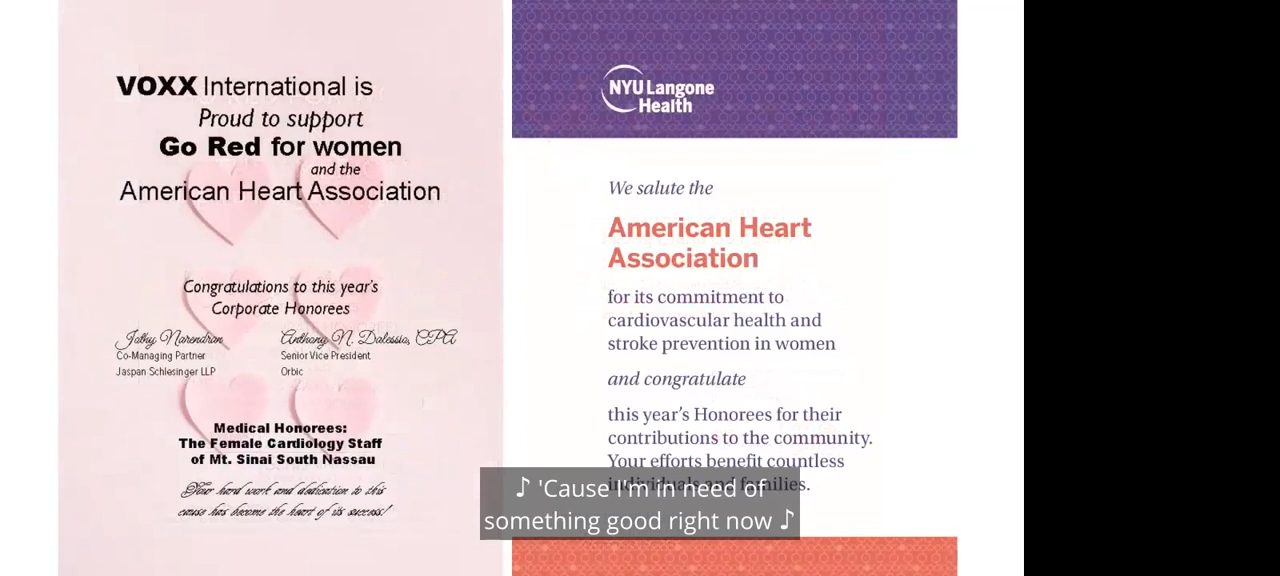 VOXX International is
Proud to support
Go Red for women
and the
American Heart Association
Congratulations to this year's
Corporate Honorees
Jothy Narendran
Co-Managing Partner
Jaspan Schlesinger LLP
Anthony N. Dalessio, CPA
Senior Vice President
Orbic
Medical Honorees:
The Female Cardiology Staff
of Mt. Sinai South Nassau
Your hard work and dedication to this
cause has become the heart of its success!
NYU Langone
Health
We salute the
American Heart
Association
for its commitment to
cardiovascular health and
stroke prevention in women
and congratulate
this year’s Honorees for their
contributions to the community.
Your efforts benefit countless
individuals and families.
♪ 'Cause I'm in need of
something good right now ♪